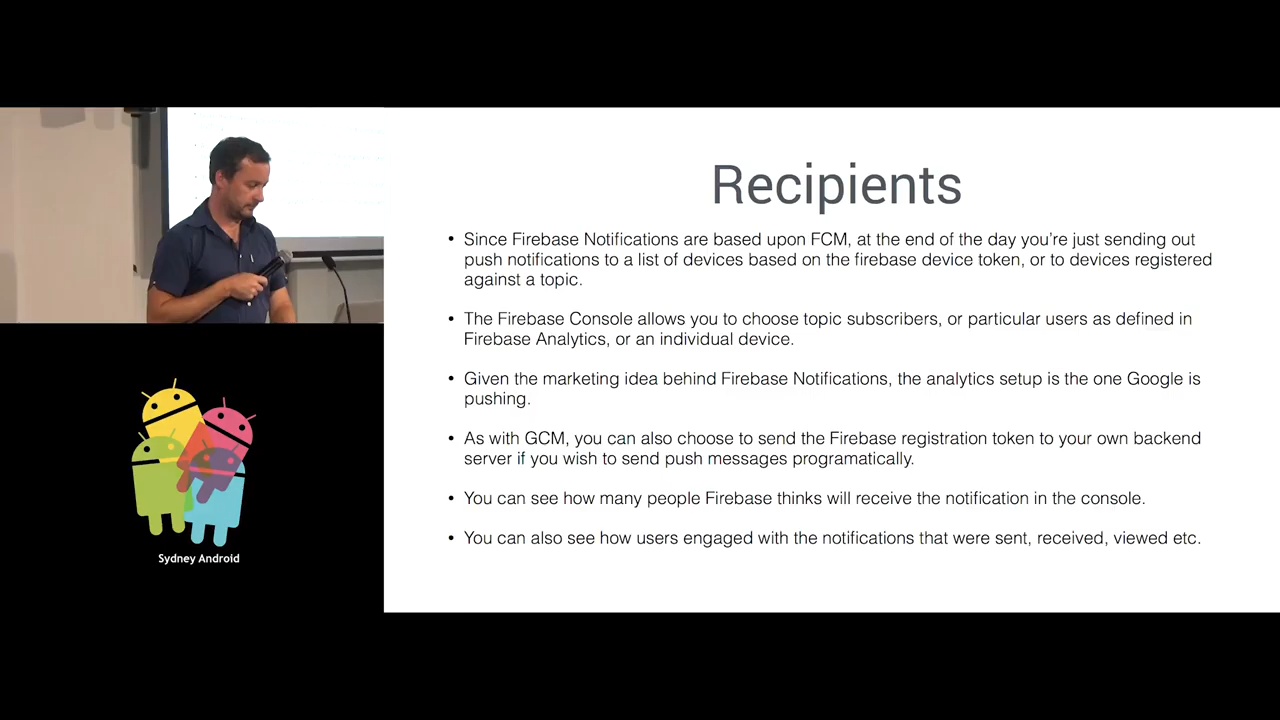 Recipients
• Since Firebase Notifications are based upon FCM, at the end of the day you’re just sending out
push notifications to a list of devices based on the firebase device token, or to devices registered
against a topic.
• The Firebase Console allows you to choose topic subscribers, or particular users as defined in
Firebase Analytics, or an individual device.
• Given the marketing idea behind Firebase Notifications, the analytics setup is the one Google is
pushing.
• As with GCM, you can also choose to send the Firebase registration token to your own backend
server if you wish to send push messages programatically.
• You can see how many people Firebase thinks will receive the notification in the console.
• You can also see how users engaged with the notifications that were sent, received, viewed etc.
Sydney Android